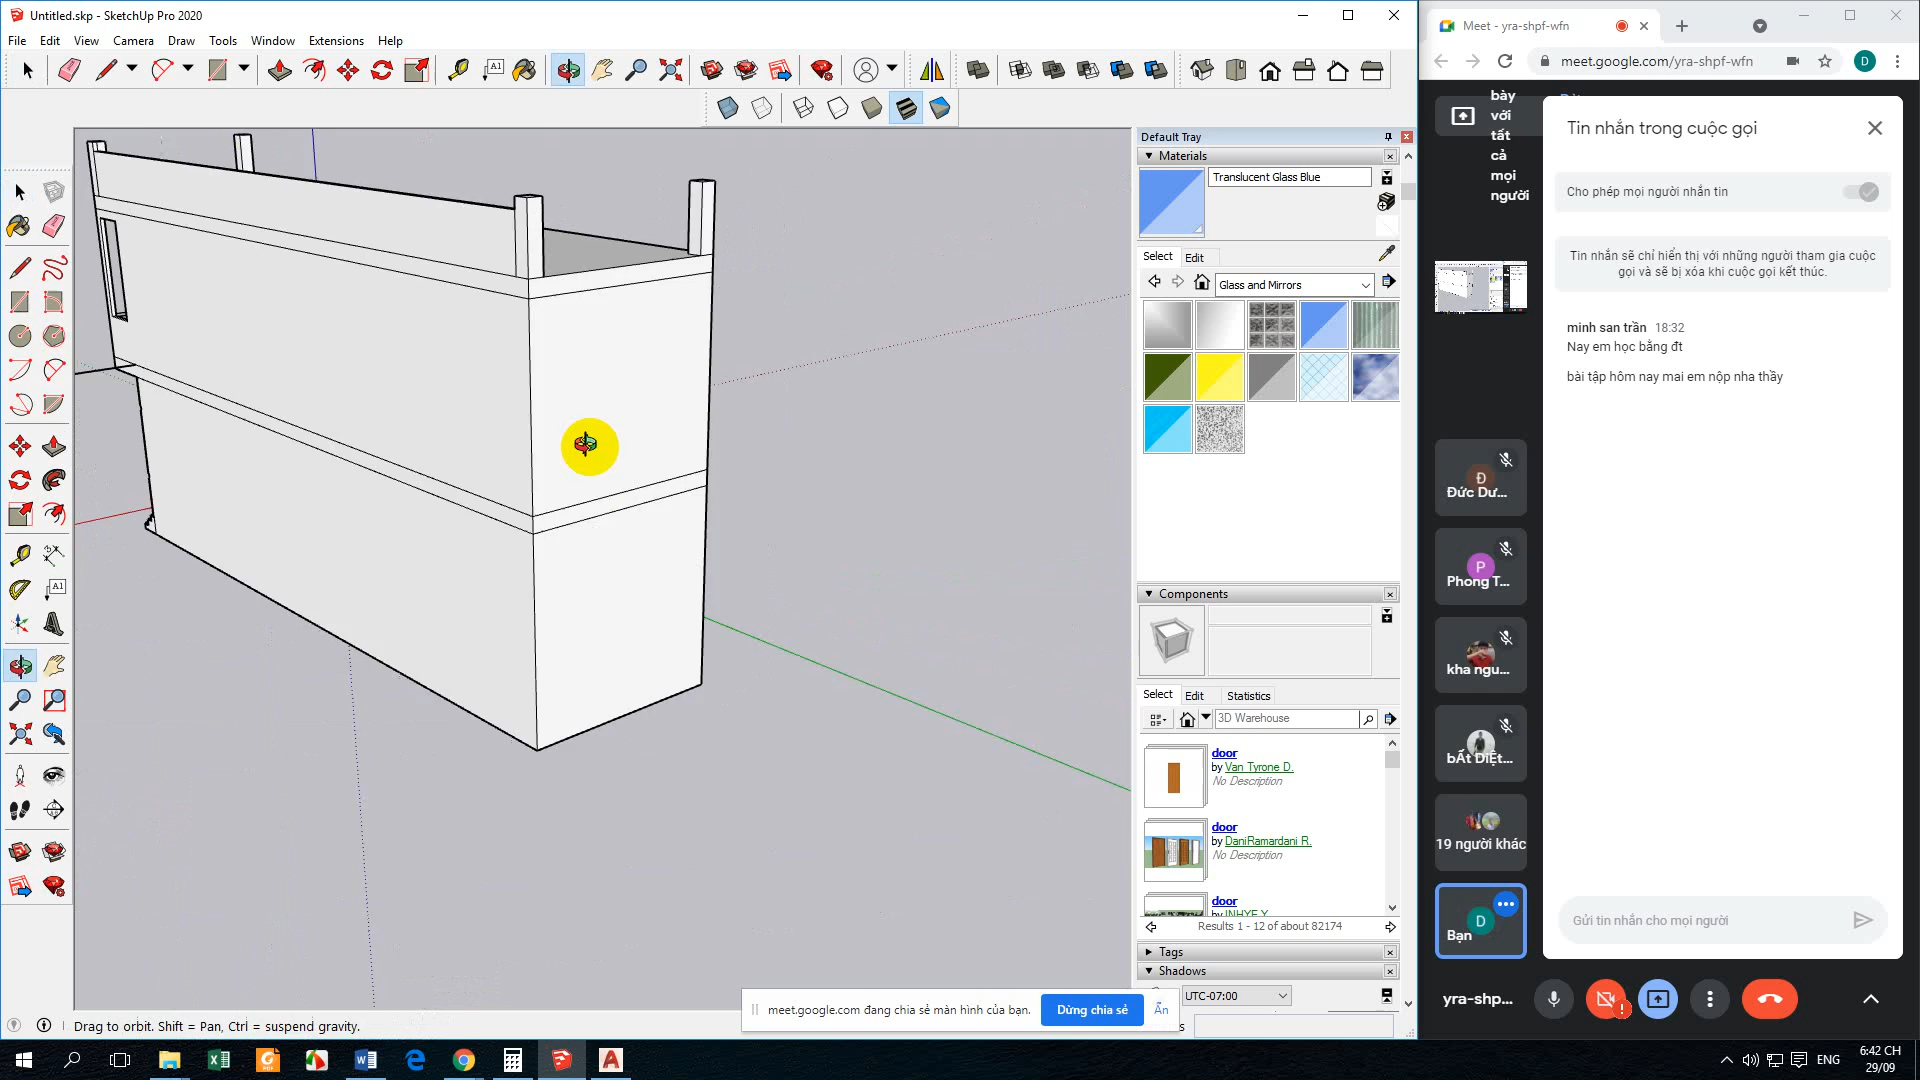 Untitled.skp - SketchUp Pro 2020
File Edit View Camera Draw Tools Window Extensions Help
Default Tray
Materials
Translucent Glass Blue
Select Edit
Glass and Mirrors
Components
Select Edit Statistics
3D Warehouse
door
by Van Tyrone D.
No Description
door
by DaniRamardani R.
No Description
door
by INHYE Y
Results 1 - 12 of about 82174
Tags
Shadows
UTC-07:00
Drag to orbit. Shift = Pan, Ctrl = suspend gravity.
meet.google.com đang chia sẻ màn hình của bạn.
Dừng chia sẻ
Ẩn
Meet - yra-shpf-wfn
meet.google.com/yra-shpf-wfn
D
bày
với
tất
cả
mọi
người
Tin nhắn trong cuộc gọi
Cho phép mọi người nhắn tin
Tin nhắn sẽ chỉ hiển thị với những người tham gia cuộc
gọi và sẽ bị xóa khi cuộc gọi kết thúc.
minh san trần 18:32
Nay em học bằng đt
bài tập hôm nay mai em nộp nha thầy
Đ
Đức Dư...
P
Phong T...
kha ngu...
bẤt DiỆt...
19 người khác
D
Bạn
Gửi tin nhắn cho mọi người
yra-shp...
ENG
6:42 CH
29/09